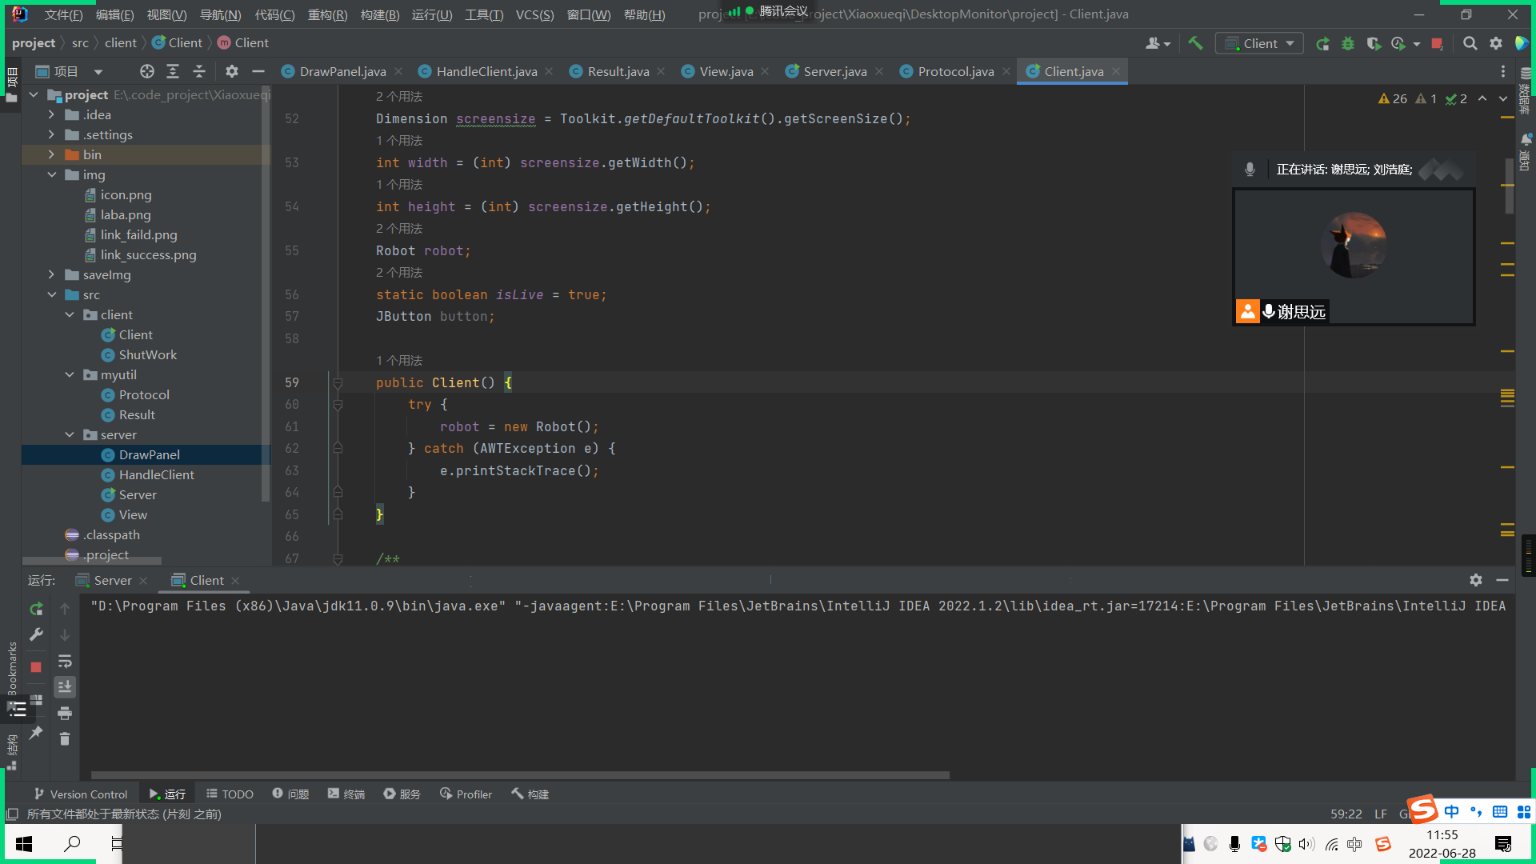 文件(F) 编辑(E) 视图(V) 导航(N) 代码(C) 重构(R) 构建(B) 运行(U) 工具(T) VCS(S) 窗口(W) 帮助(H) 腾讯会议 project\Xiaoxueqi\DesktopMonitor\project] - Client.java
project src client Client Client
Client
项目
项目
DrawPanel.java HandleClient.java Result.java View.java Server.java Protocol.java Client.java
project E:\.code_project\Xiaoxueqi
.idea
.settings
bin
img
icon.png
laba.png
link_faild.png
link_success.png
saveImg
src
client
Client
ShutWork
myutil
Protocol
Result
server
DrawPanel
HandleClient
Server
View
.classpath
.project
26 1 2
数据库
通知
2 个用法
52 Dimension screensize = Toolkit.getDefaultToolkit().getScreenSize();
1 个用法
53 int width = (int) screensize.getWidth();
1 个用法
54 int height = (int) screensize.getHeight();
2 个用法
55 Robot robot;
2 个用法
56 static boolean isLive = true;
57 JButton button;
58
1 个用法
59 public Client() {
60 try {
61 robot = new Robot();
62 } catch (AWTException e) {
63 e.printStackTrace();
64 }
65 }
66
67 /**
正在讲话: 谢思远; 刘浩庭;
谢思远
运行: Server Client
"D:\Program Files (x86)\Java\jdk11.0.9\bin\java.exe" "-javaagent:E:\Program Files\JetBrains\IntelliJ IDEA 2022.1.2\lib\idea_rt.jar=17214:E:\Program Files\JetBrains\IntelliJ IDEA
Bookmarks
结构
Version Control 运行 TODO 问题 终端 服务 Profiler 构建
所有文件都处于最新状态 (片刻 之前)
59:22 LF
中
中
11:55
2022-06-28